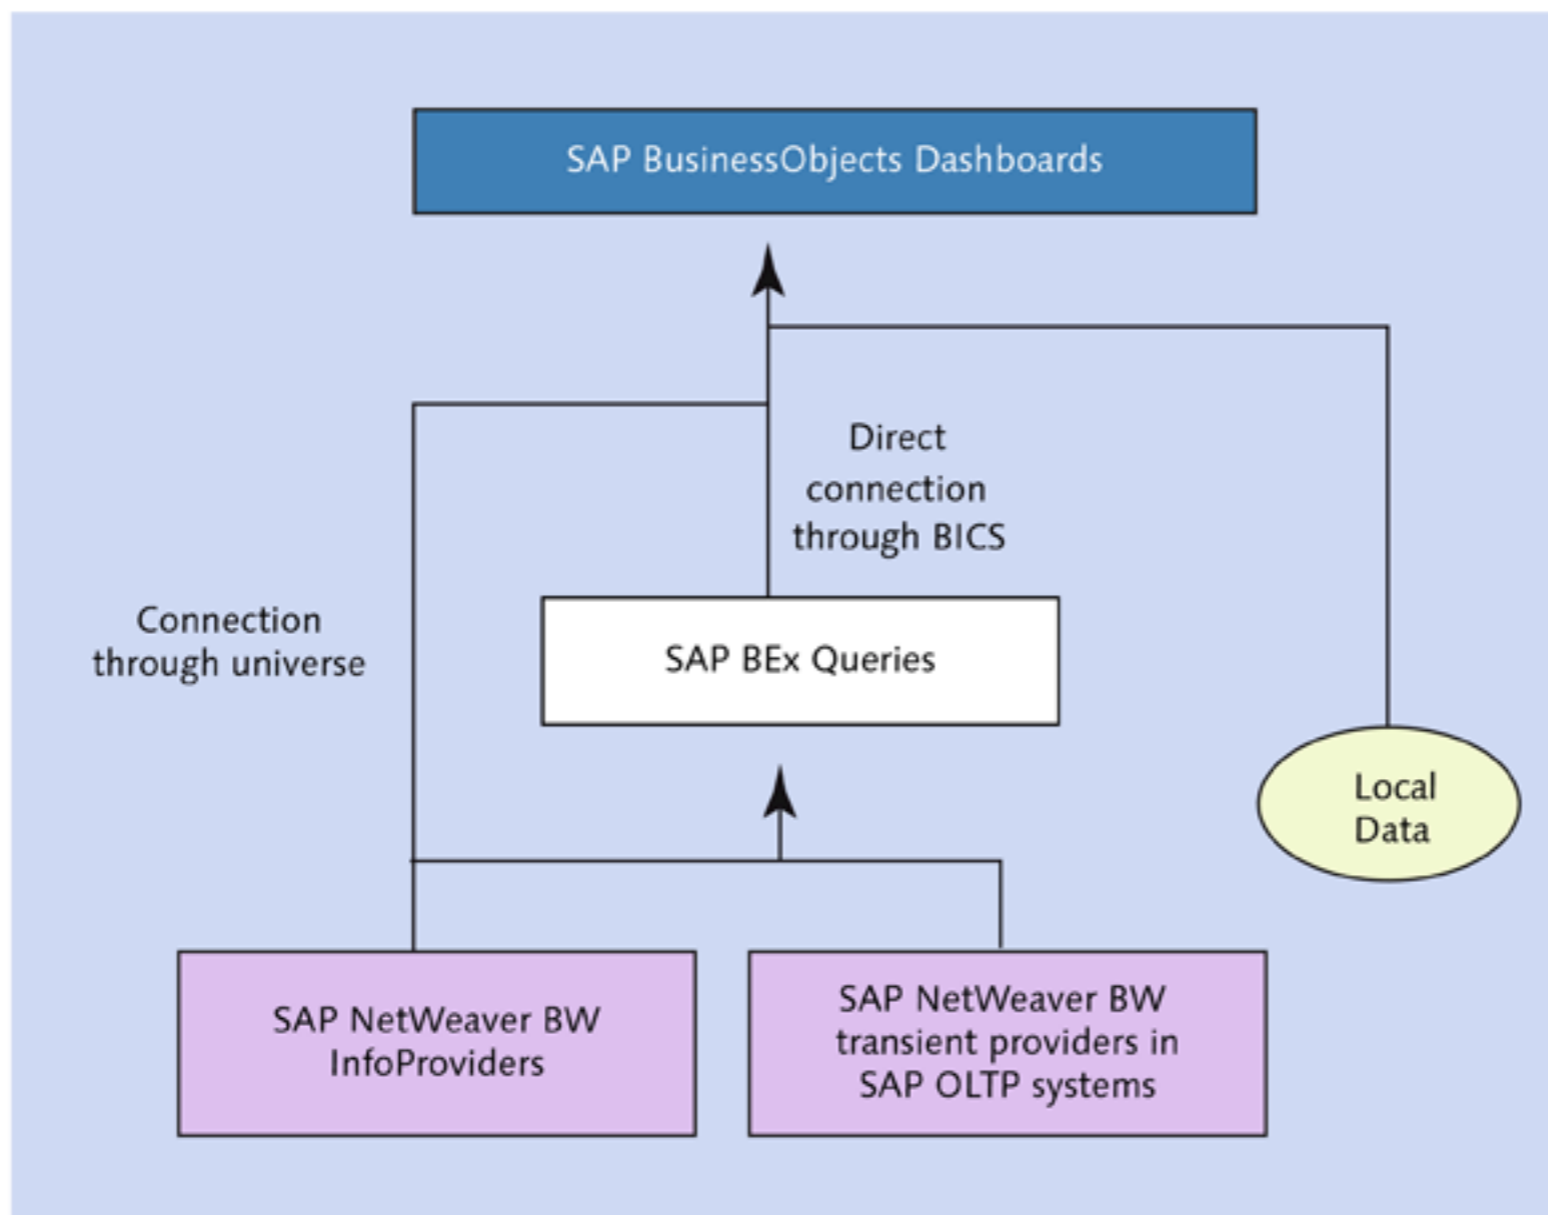 SAP BusinessObjects Dashboards
Direct
connection
through BICS
Connection
through universe
SAP BEx Queries
Local
Data
SAP NetWeaver BW
InfoProviders
SAP NetWeaver BW
transient providers in
SAP OLTP systems